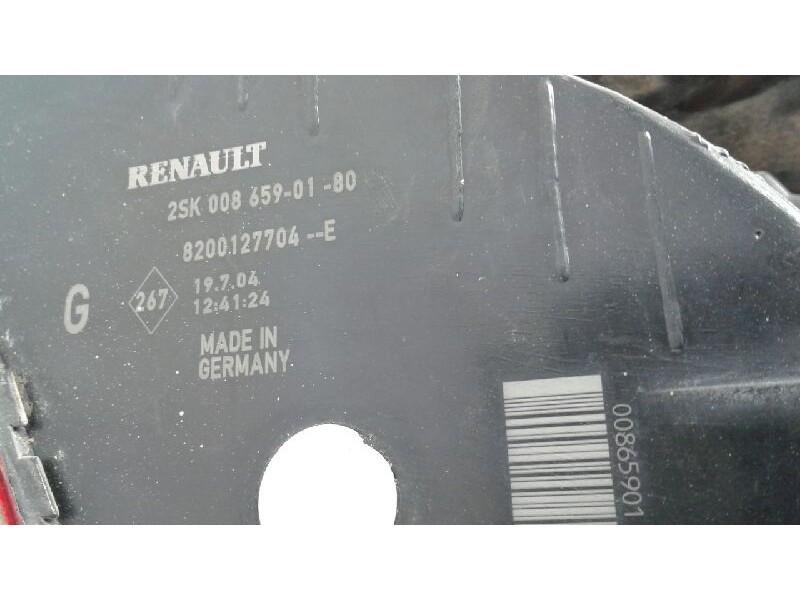 RENAULT
2SK 008 659-01-80
8200127704--E
G
267
19.7.04
12:41:24
MADE IN
GERMANY
00865901